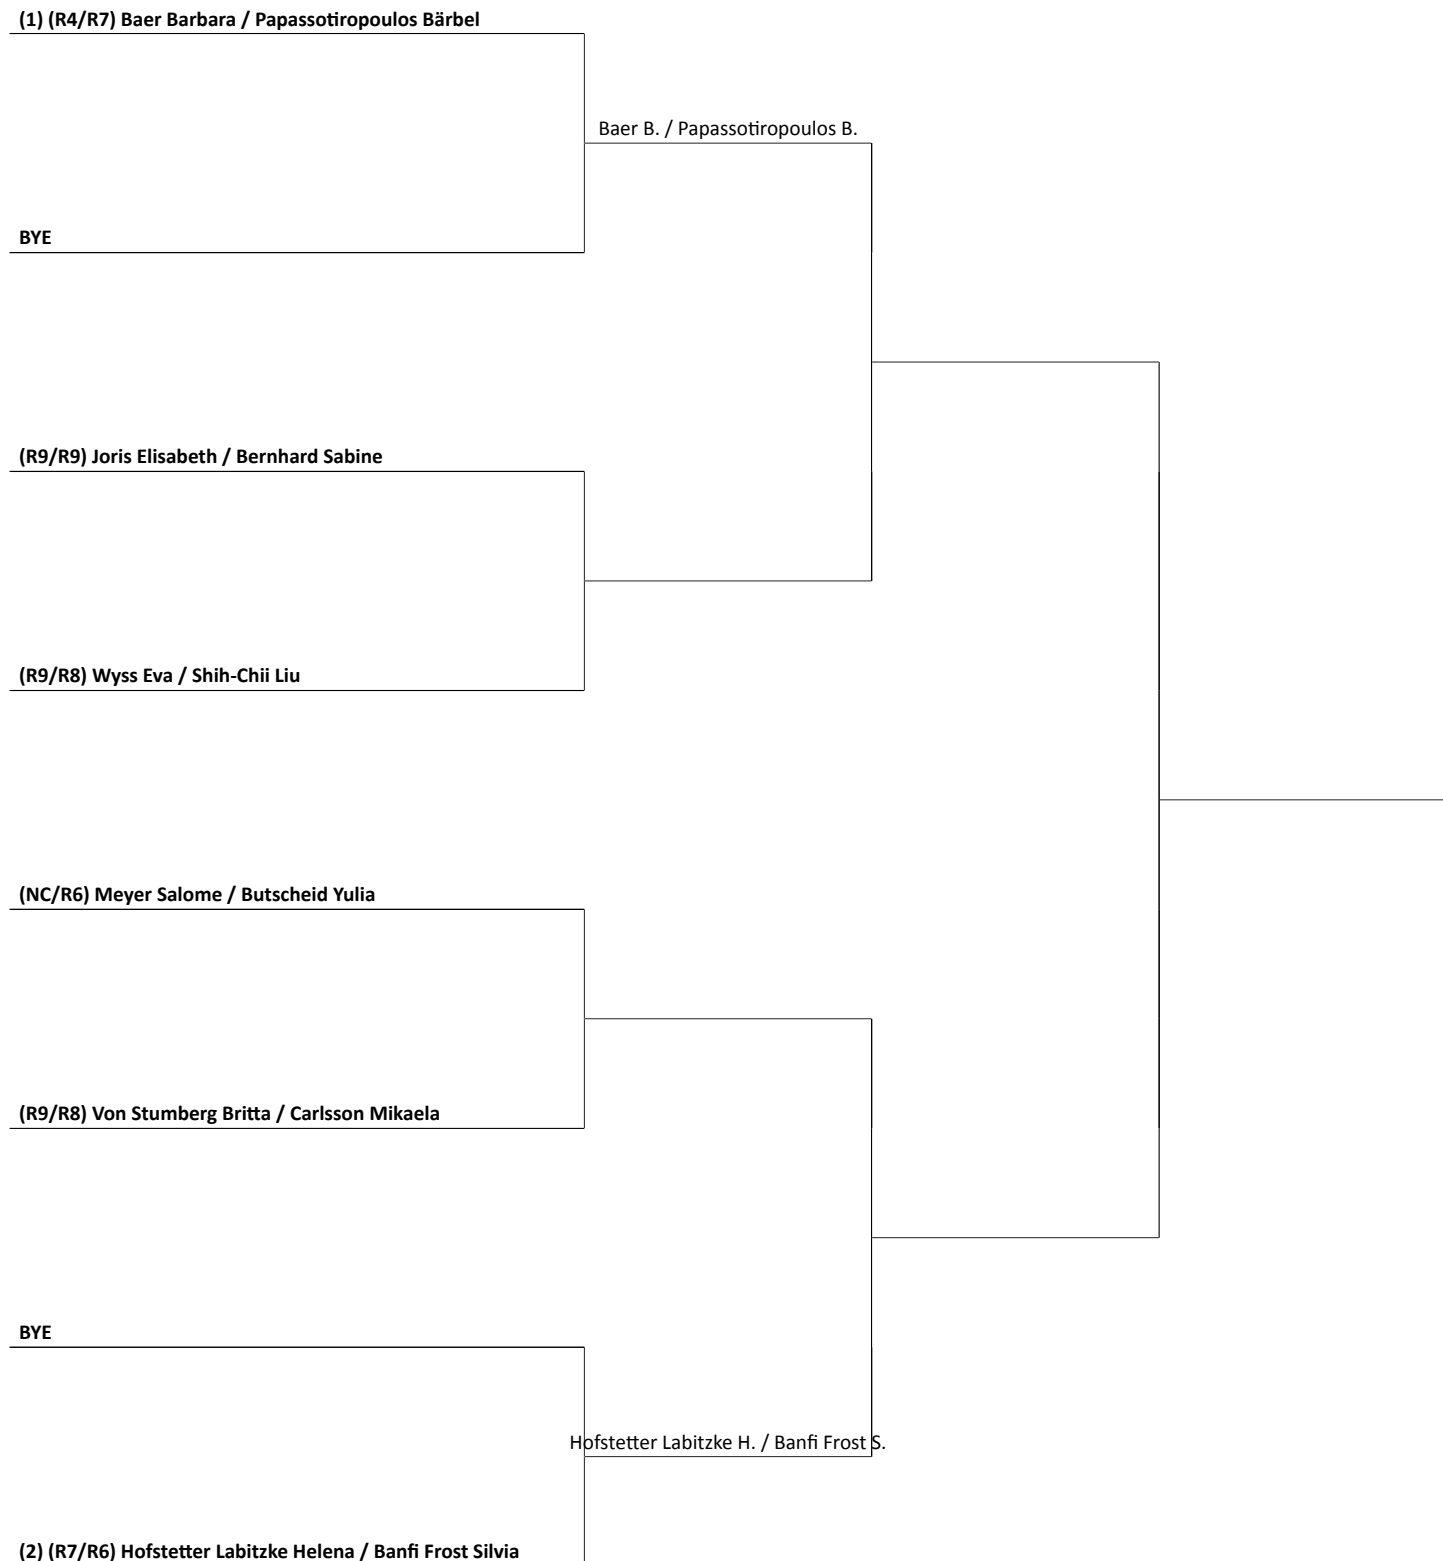 (1) (R4/R7) Baer Barbara / Papassotiropoulos Bärbel
Baer B. / Papassotiropoulos B.
BYE
(R9/R9) Joris Elisabeth / Bernhard Sabine
(R9/R8) Wyss Eva / Shih-Chii Liu
(NC/R6) Meyer Salome / Butscheid Yulia
(R9/R8) Von Stumberg Britta / Carlsson Mikaela
BYE
Hofstetter Labitzke H. / Banfi Frost S.
(2) (R7/R6) Hofstetter Labitzke Helena / Banfi Frost Silvia